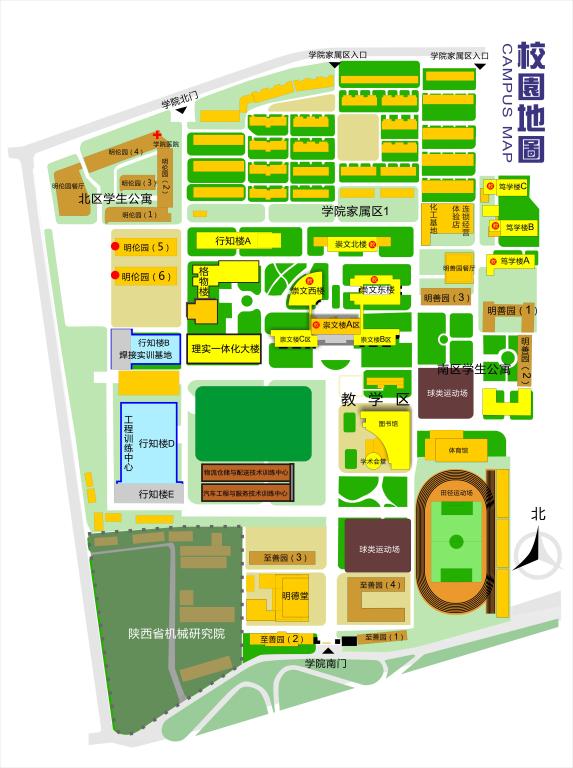 校園地圖
CAMPUS MAP
学院家属区入口
学院家属区入口
学院北门
学院医院
明伦园（4）
明伦园餐厅
明伦园（3）
明伦园（2）
北区学生公寓
明伦园（1）
学院家属区1
化工基地
连锁经营体验店
笃学楼C
笃学楼B
笃学楼A
明伦园（5）
明伦园（6）
行知楼A
崇文北楼
格物楼
崇文西楼
崇文东楼
明善园餐厅
明善园（3）
明善园（1）
崇文楼A区
崇文楼C区
崇文楼B区
行知楼B
焊接实训基地
理实一体化大楼
明善园（2）
南区学生公寓
球类运动场
教学区
图书馆
学术会堂
工程训练中心
行知楼D
行知楼E
物流仓储与配送技术训练中心
汽车工程与服务技术训练中心
体育馆
田径运动场
北
球类运动场
至善园（3）
至善园（4）
明德堂
陕西省机械研究院
至善园（2）
至善园（1）
学院南门